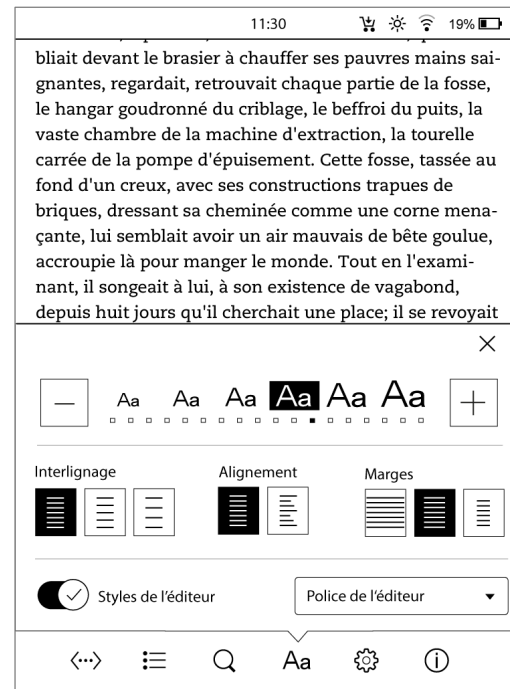 11:30 19%
bliait devant le brasier à chauffer ses pauvres mains sai-
gnantes, regardait, retrouvait chaque partie de la fosse,
le hangar goudronné du criblage, le beffroi du puits, la
vaste chambre de la machine d'extraction, la tourelle
carrée de la pompe d'épuisement. Cette fosse, tassée au
fond d'un creux, avec ses constructions trapues de
briques, dressant sa cheminée comme une corne mena-
çante, lui semblait avoir un air mauvais de bête goulue,
accroupie là pour manger le monde. Tout en l'exami-
nant, il songeait à lui, à son existence de vagabond,
depuis huit jours qu'il cherchait une place; il se revoyait
Aa Aa Aa Aa Aa Aa
Interlignage Alignement Marges
Styles de l'éditeur Police de l'éditeur
Aa